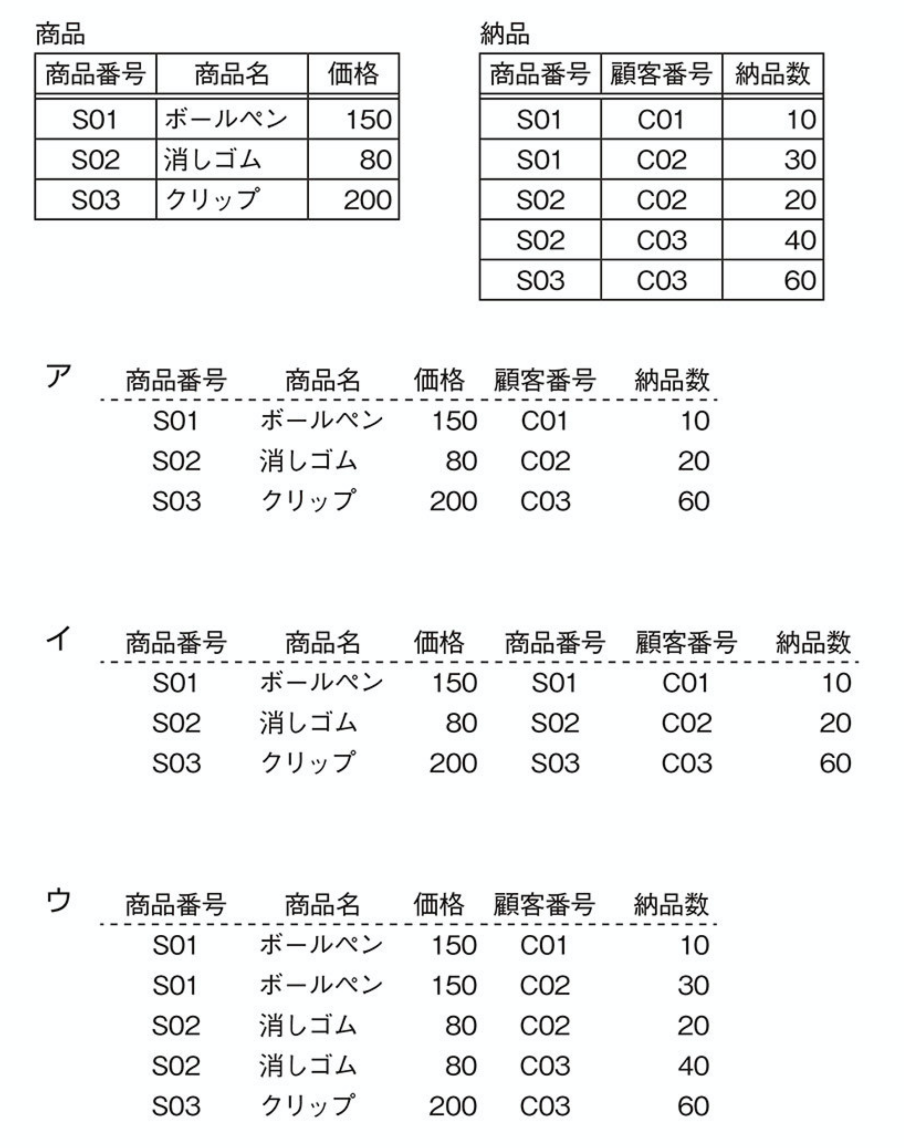 商品
商品番号 商品名 価格
S01 ボールペン 150
S02 消しゴム 80
S03 クリップ 200
納品
商品番号 顧客番号 納品数
S01 C01 10
S01 C02 30
S02 C02 20
S02 C03 40
S03 C03 60
ア
商品番号 商品名 価格 顧客番号 納品数
S01 ボールペン 150 C01 10
S02 消しゴム 80 C02 20
S03 クリップ 200 C03 60
イ
商品番号 商品名 価格 商品番号 顧客番号 納品数
S01 ボールペン 150 S01 C01 10
S02 消しゴム 80 S02 C02 20
S03 クリップ 200 S03 C03 60
ウ
商品番号 商品名 価格 顧客番号 納品数
S01 ボールペン 150 C01 10
S01 ボールペン 150 C02 30
S02 消しゴム 80 C02 20
S02 消しゴム 80 C03 40
S03 クリップ 200 C03 60